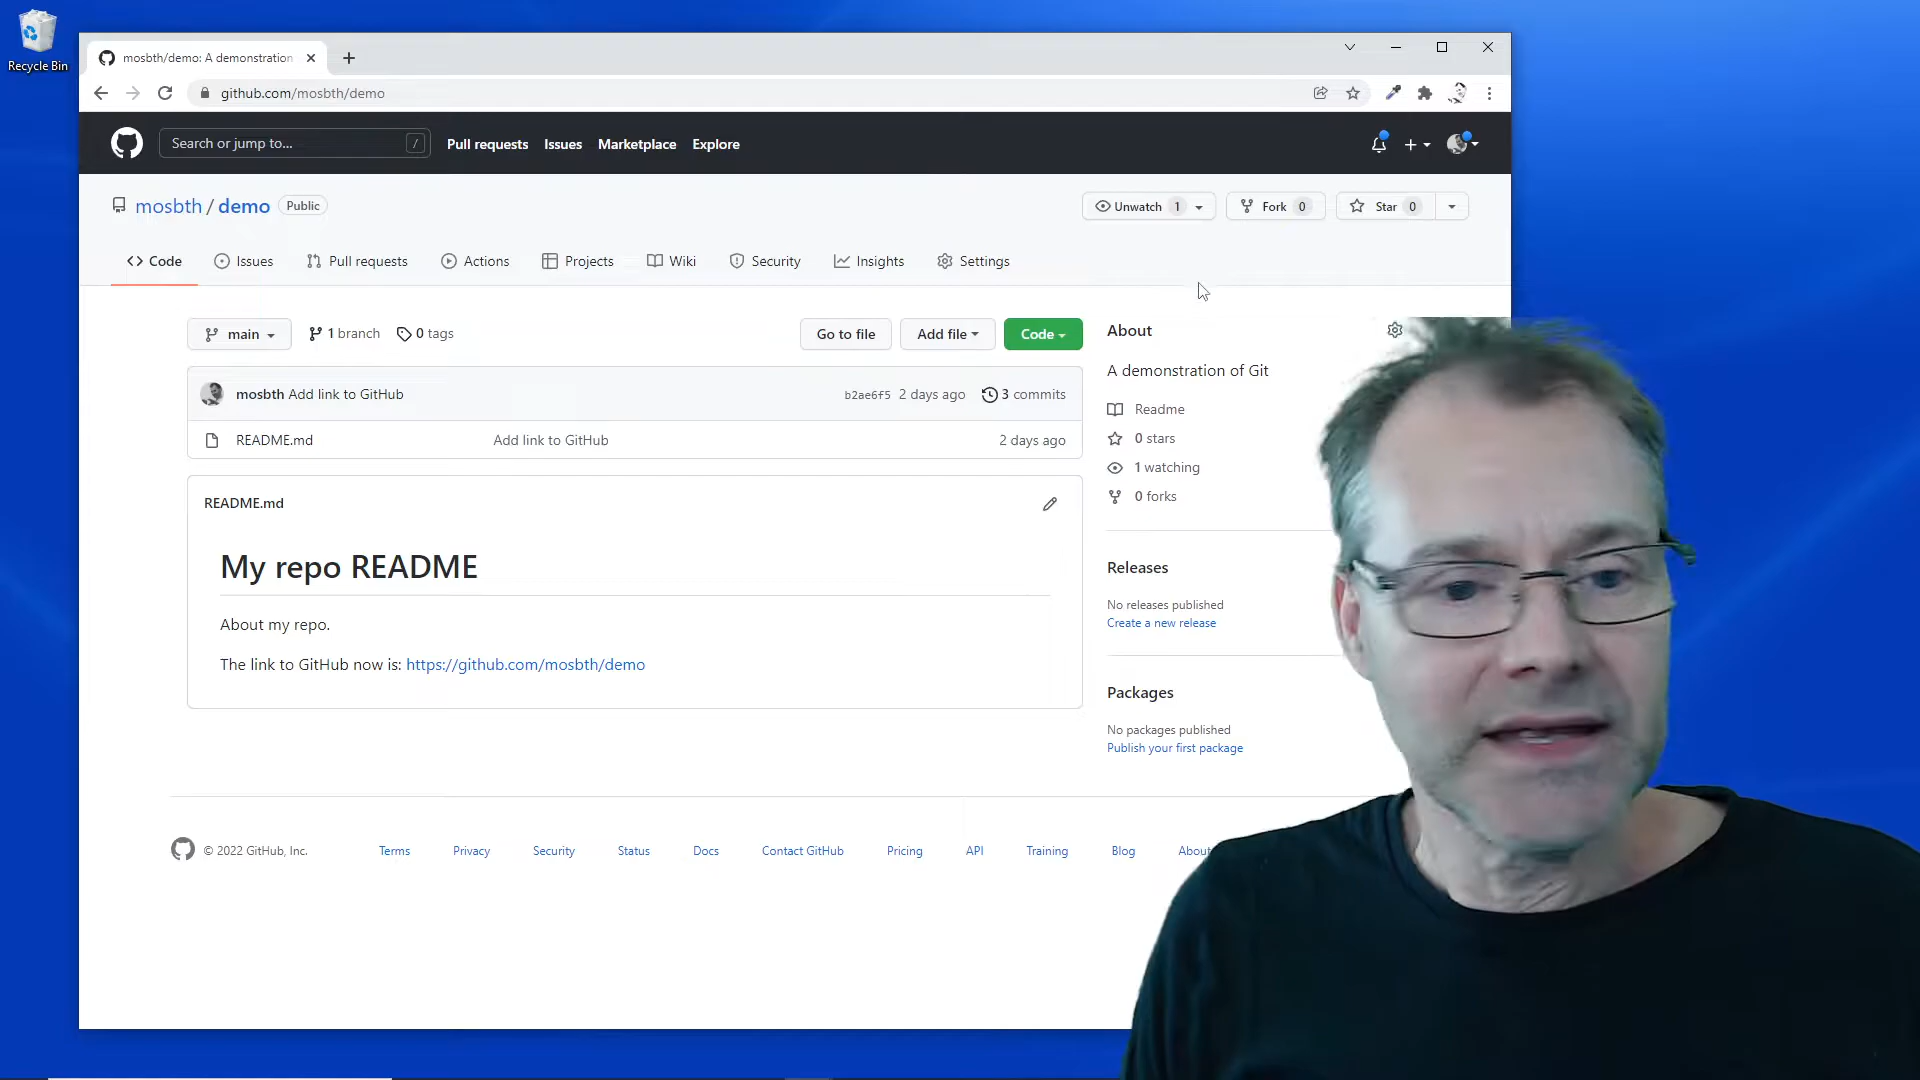 Recycle Bin
mosbth/demo: A demonstration
github.com/mosbth/demo
Search or jump to... /
Pull requests Issues Marketplace Explore
mosbth / demo Public
Unwatch 1 Fork 0 Star 0
Code Issues Pull requests Actions Projects Wiki Security Insights Settings
main 1 branch 0 tags Go to file Add file Code
mosbth Add link to GitHub b2ae6f5 2 days ago 3 commits
README.md Add link to GitHub 2 days ago
README.md
My repo README
About my repo.
The link to GitHub now is: https://github.com/mosbth/demo
About
A demonstration of Git
Readme
0 stars
1 watching
0 forks
Releases
No releases published
Create a new release
Packages
No packages published
Publish your first package
© 2022 GitHub, Inc. Terms Privacy Security Status Docs Contact GitHub Pricing API Training Blog About